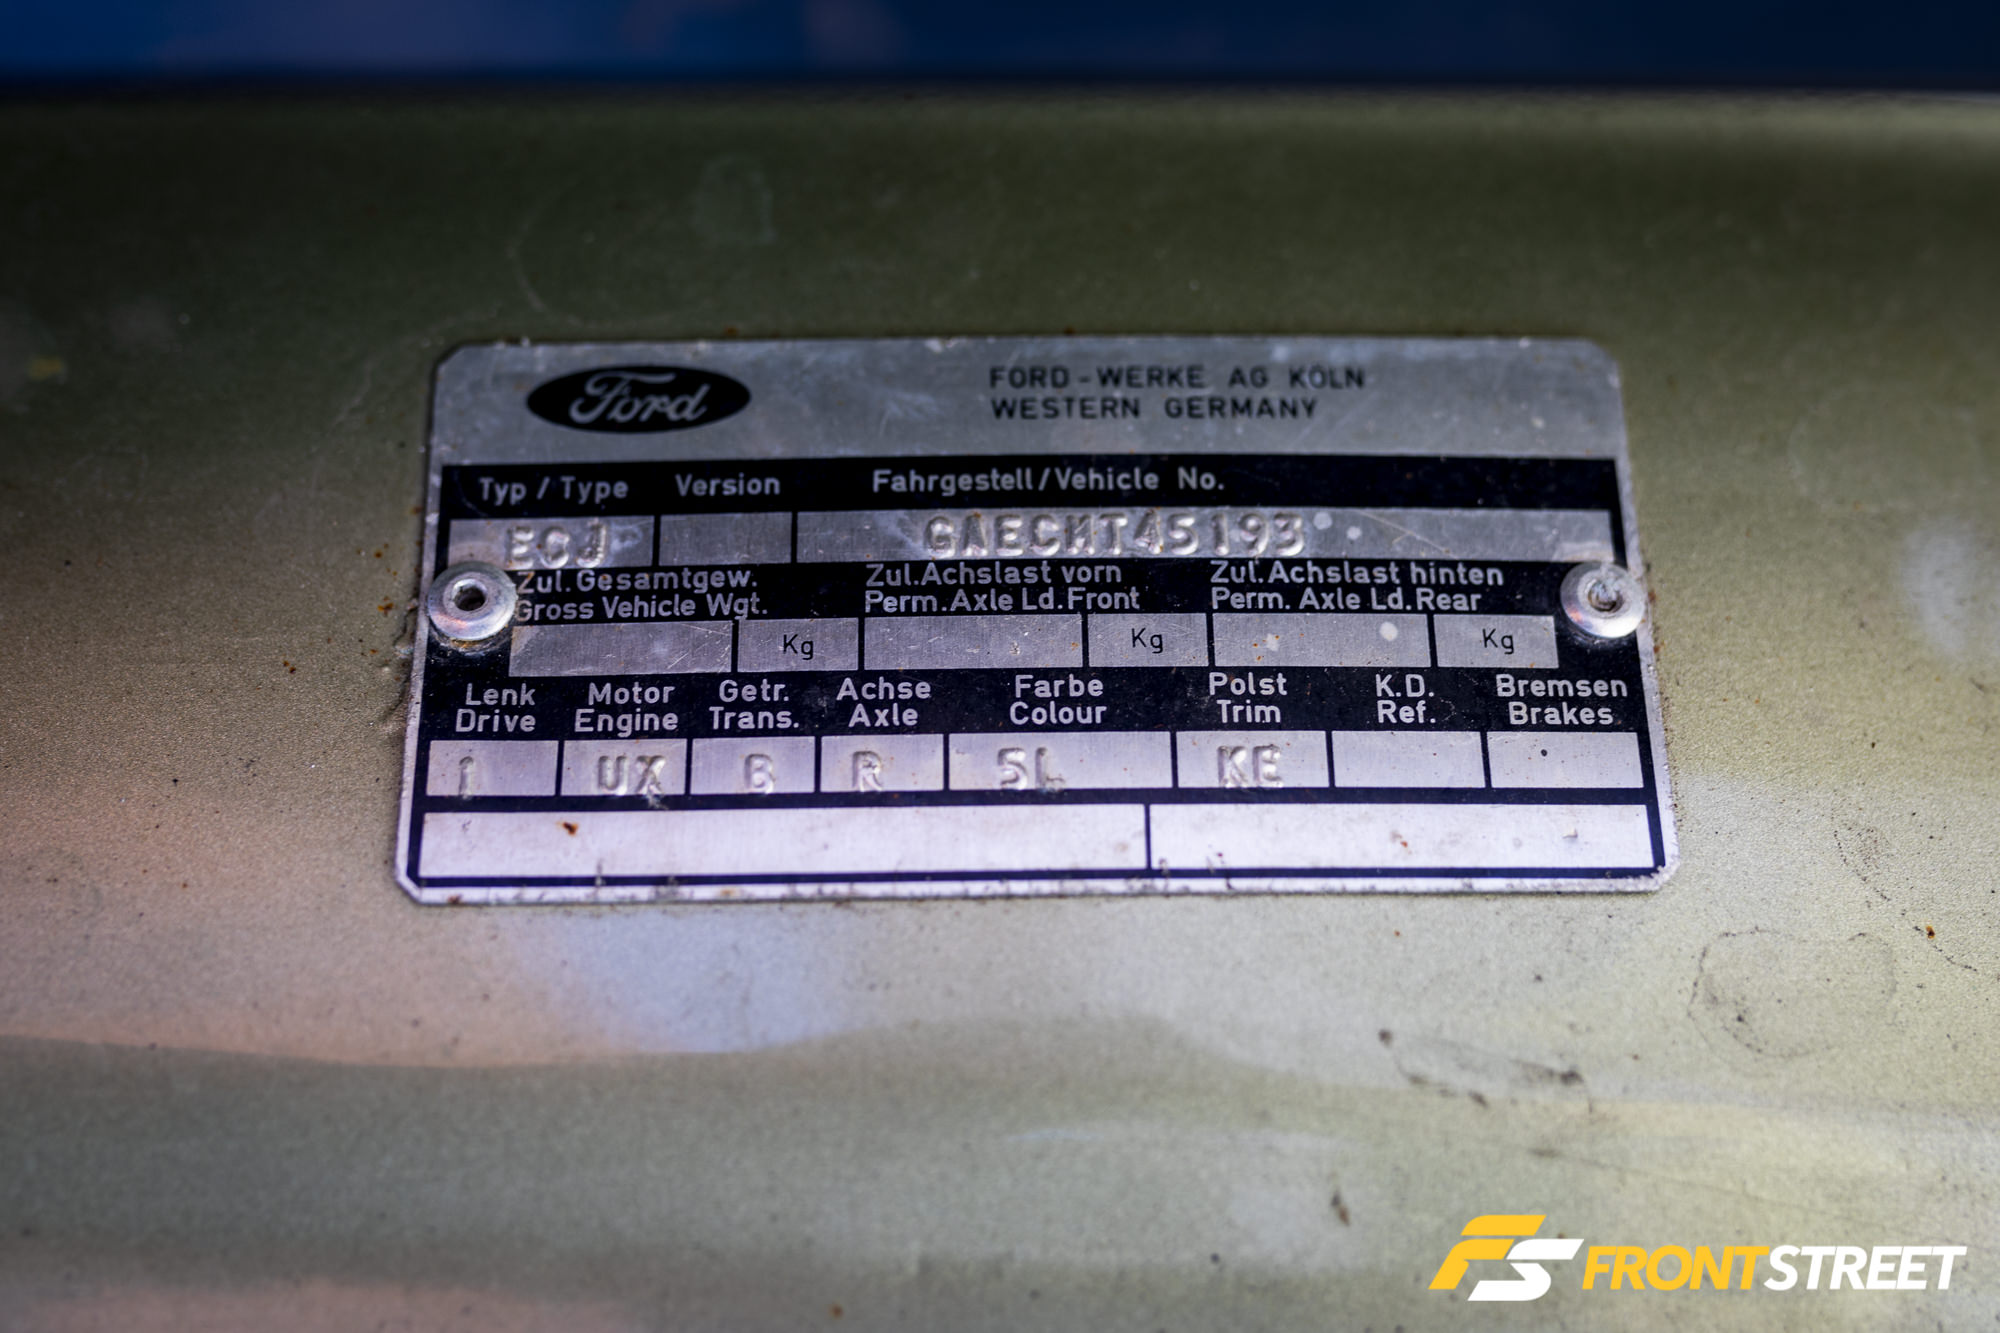 Ford
FORD-WERKE AG KÖLN
WESTERN GERMANY
Typ / Type Version Fahrgestell/Vehicle No.
ECJ GAECMT45193
Zul.Gesamtgew. Zul.Achslast vorn Zul.Achslast hinten
Gross Vehicle Wgt. Perm.Axle Ld.Front Perm. Axle Ld.Rear
Kg Kg Kg
Lenk Motor Getr. Achse Farbe Polst K.D. Bremsen
Drive Engine Trans. Axle Colour Trim Ref. Brakes
1 UX B R 5L KE
FS FRONTSTREET